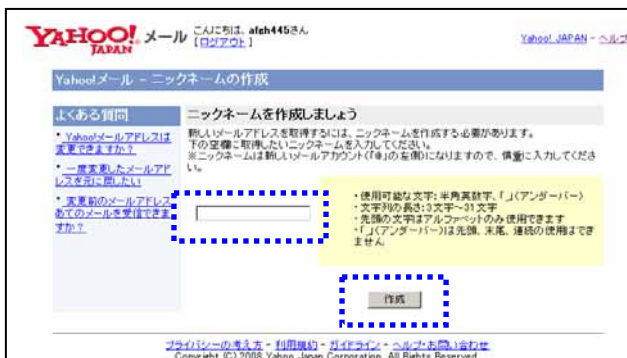 YAHOO! JAPAN メール こんにちは、afgh445さん
[ログアウト]
Yahoo! JAPAN - ヘルプ
Yahoo!メール - ニックネームの作成
よくある質問
・Yahoo!メールアドレスは
変更できますか?
・一度変更したメールアド
レスを元に戻したい
・変更前のメールアドレス
あてのメールを受信できま
すか?
ニックネームを作成しましょう
新しいメールアドレスを取得するには、ニックネームを作成する必要があります。
下の空欄に取得したいニックネームを入力してください。
※ニックネームは新しいメールアカウント(「@」の左側)になりますので、慎重に入力してくださ
い。
・使用可能な文字:半角英数字、「_」(アンダーバー)
・文字列の長さ:3文字~31文字
・先頭の文字はアルファベットのみ使用できます
・「_」(アンダーバー)は先頭、末尾、連続の使用はでき
ません
作成
プライバシーの考え方 - 利用規約 - ガイドライン - ヘルプ・お問い合わせ
Copyright (C) 2008 Yahoo Japan Corporation. All Rights Reserved.